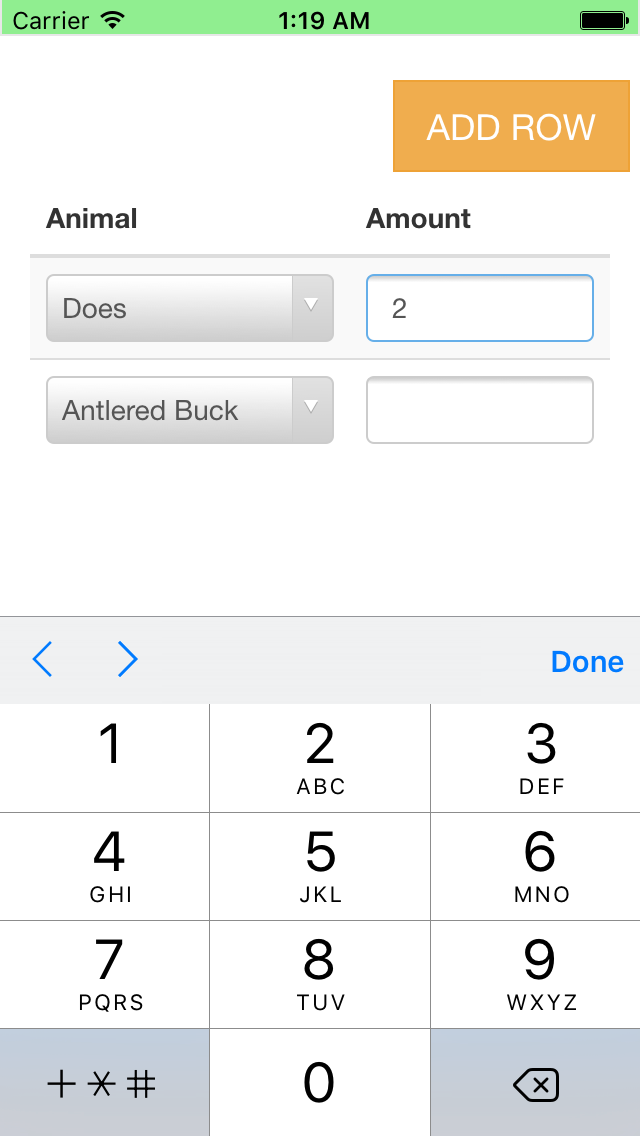 Carrier 1:19 AM
ADD ROW
Animal Amount
Does 2
Antlered Buck
Done
1 2 3
ABC DEF
4 5 6
GHI JKL MNO
7 8 9
PQRS TUV WXYZ
+*# 0